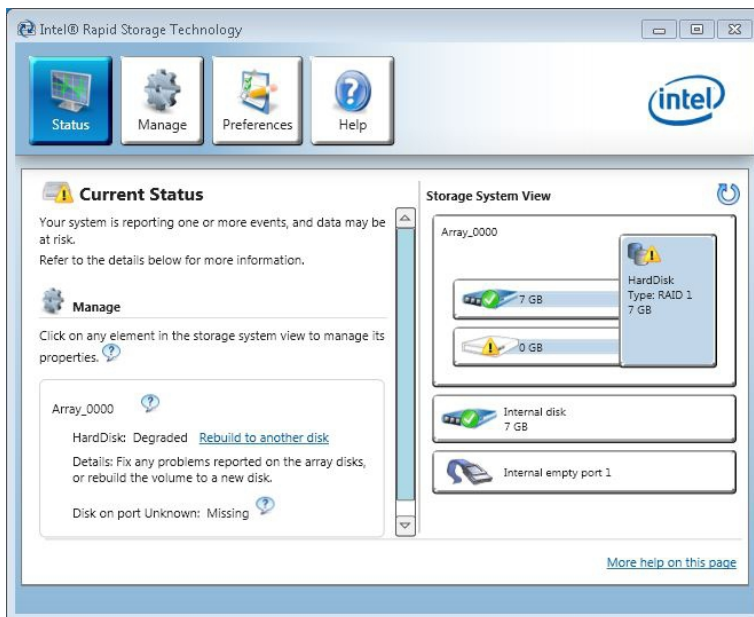 Intel® Rapid Storage Technology
Status
Manage
Preferences
Help
intel
Current Status
Your system is reporting one or more events, and data may be
at risk.
Refer to the details below for more information.
Manage
Click on any element in the storage system view to manage its
properties.
Array_0000
HardDisk: Degraded Rebuild to another disk
Details: Fix any problems reported on the array disks,
or rebuild the volume to a new disk.
Disk on port Unknown: Missing
Storage System View
Array_0000
7 GB
0 GB
HardDisk
Type: RAID 1
7 GB
Internal disk
7 GB
Internal empty port 1
More help on this page